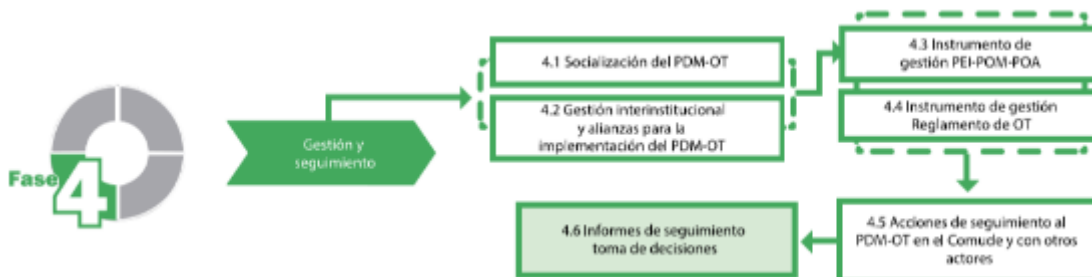 Fase 4
Gestión y
seguimiento
4.1 Socialización del PDM-OT
4.2 Gestión interinstitucional
y alianzas para la
implementación del PDM-OT
4.3 Instrumento de
gestión PEI-POM-POA
4.4 Instrumento de gestión
Reglamento de OT
4.5 Acciones de seguimiento al
PDM-OT en el Comude y con otros
actores
4.6 Informes de seguimiento
toma de decisiones